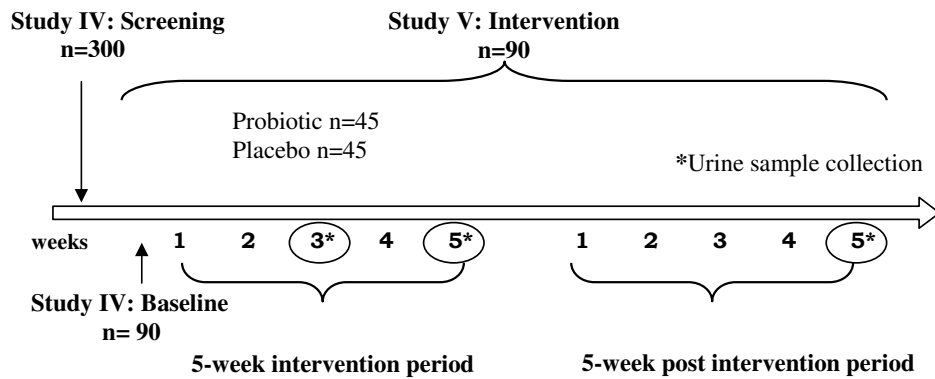 Study IV: Screening
n=300
Study V: Intervention
n=90
Probiotic n=45
Placebo n=45
*Urine sample collection
weeks 1 2 3* 4 5* 1 2 3 4 5*
Study IV: Baseline
n= 90
5-week intervention period
5-week post intervention period